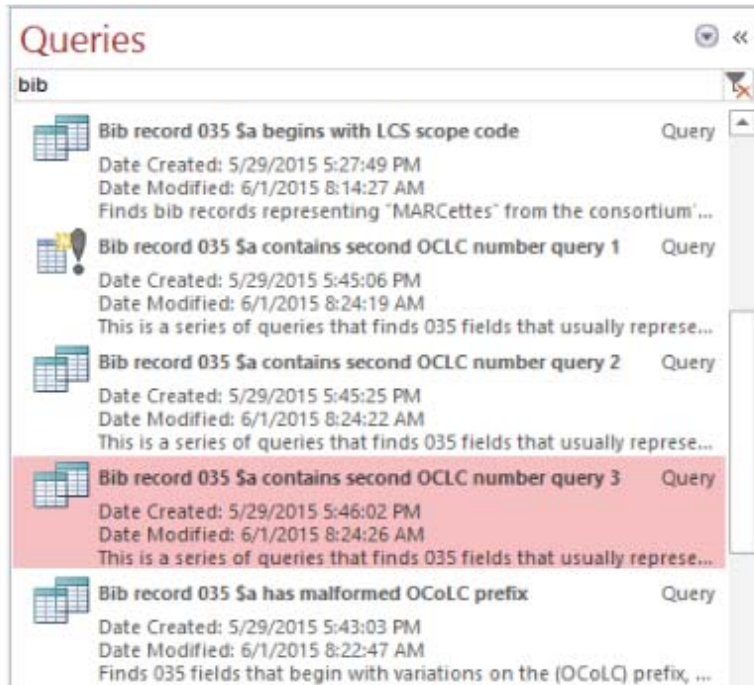 Queries
bib
Bib record 035 $a begins with LCS scope code Query
Date Created: 5/29/2015 5:27:49 PM
Date Modified: 6/1/2015 8:14:27 AM
Finds bib records representing "MARCettes" from the consortium'...
Bib record 035 $a contains second OCLC number query 1 Query
Date Created: 5/29/2015 5:45:06 PM
Date Modified: 6/1/2015 8:24:19 AM
This is a series of queries that finds 035 fields that usually represe...
Bib record 035 $a contains second OCLC number query 2 Query
Date Created: 5/29/2015 5:45:25 PM
Date Modified: 6/1/2015 8:24:22 AM
This is a series of queries that finds 035 fields that usually represe...
Bib record 035 $a contains second OCLC number query 3 Query
Date Created: 5/29/2015 5:46:02 PM
Date Modified: 6/1/2015 8:24:26 AM
This is a series of queries that finds 035 fields that usually represe...
Bib record 035 $a has malformed OCoLC prefix Query
Date Created: 5/29/2015 5:43:03 PM
Date Modified: 6/1/2015 8:22:47 AM
Finds 035 fields that begin with variations on the (OCoLC) prefix, ...